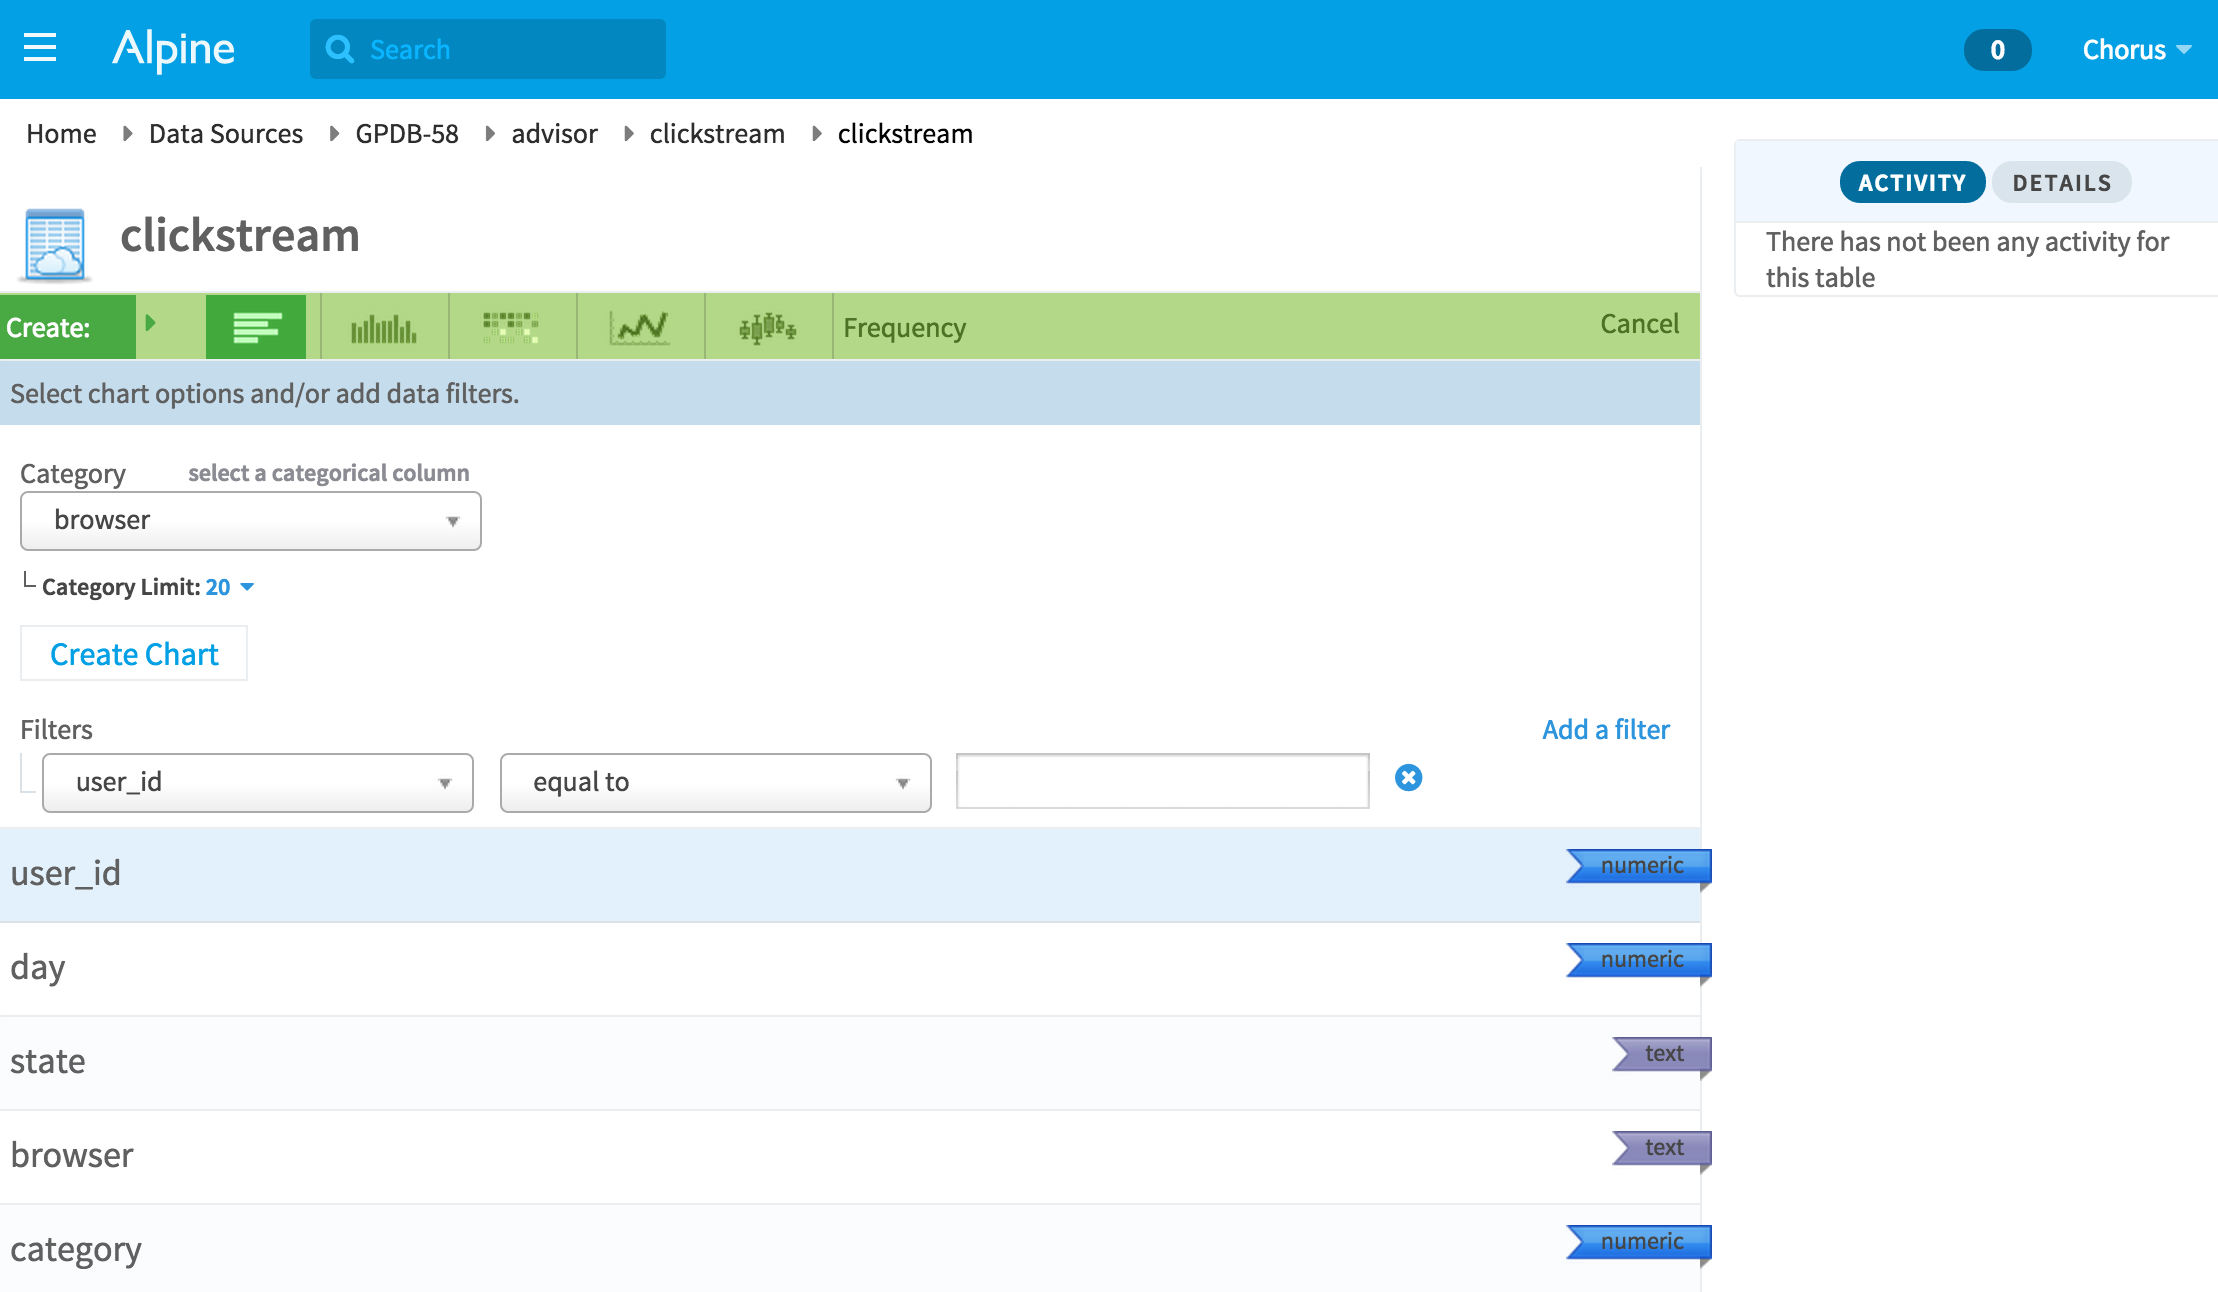 Alpine
Search
0
Chorus
Home Data Sources GPDB-58 advisor clickstream clickstream
ACTIVITY DETAILS
There has not been any activity for
this table
clickstream
Create: Frequency Cancel
Select chart options and/or add data filters.
Category select a categorical column
browser
Category Limit: 20
Create Chart
Filters Add a filter
user_id equal to
user_id numeric
day numeric
state text
browser text
category numeric